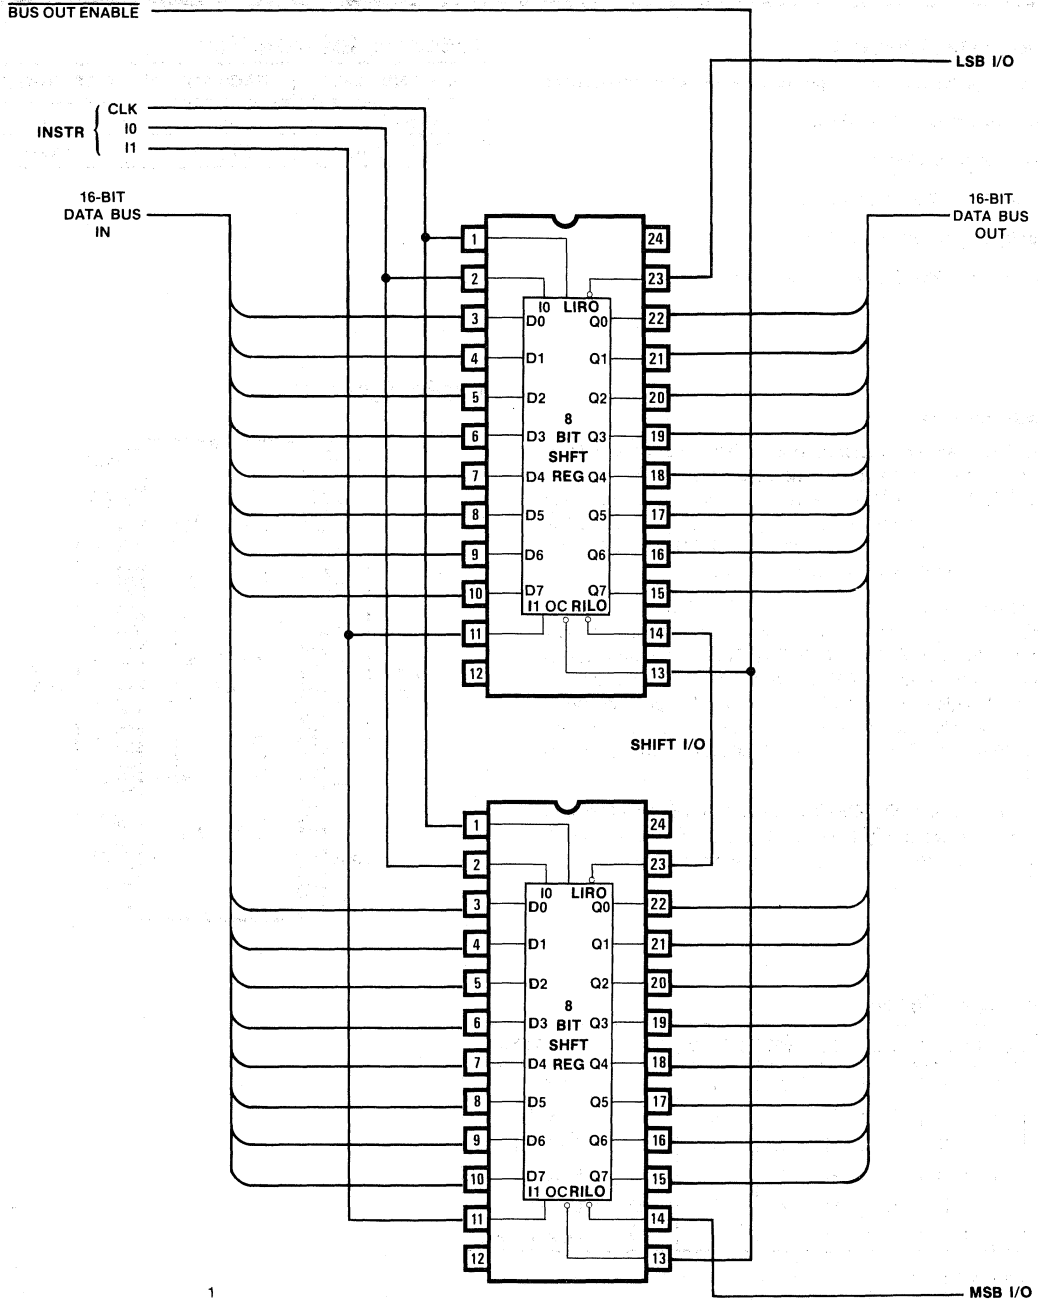 BUS OUT ENABLE
LSB I/O
CLK
INSTR { I0
I1
16-BIT
DATA BUS
IN
16-BIT
DATA BUS
OUT
1 24
2 23
I0 LIRO
3 D0 Q0 22
4 D1 Q1 21
5 D2 Q2 20
8
6 D3 BIT Q3 19
SHFT
7 D4 REG Q4 18
8 D5 Q5 17
9 D6 Q6 16
10 D7 Q7 15
I1 OC RILO
11 14
12 13
SHIFT I/O
1 24
2 23
I0 LIRO
3 D0 Q0 22
4 D1 Q1 21
5 D2 Q2 20
8
6 D3 BIT Q3 19
SHFT
7 D4 REG Q4 18
8 D5 Q5 17
9 D6 Q6 16
10 D7 Q7 15
I1 OC RILO
11 14
12 13
1
MSB I/O